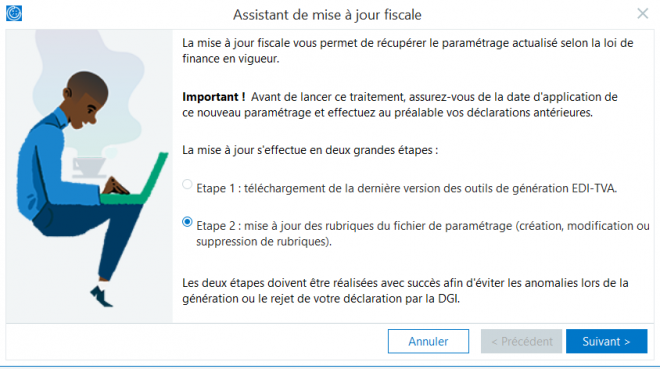 Assistant de mise à jour fiscale
La mise à jour fiscale vous permet de récupérer le paramétrage actualisé selon la loi de
finance en vigueur.
Important ! Avant de lancer ce traitement, assurez-vous de la date d'application de
ce nouveau paramétrage et effectuez au préalable vos déclarations antérieures.
La mise à jour s'effectue en deux grandes étapes :
Etape 1 : téléchargement de la dernière version des outils de génération EDI-TVA.
Etape 2 : mise à jour des rubriques du fichier de paramétrage (création, modification ou
suppression de rubriques).
Les deux étapes doivent être réalisées avec succès afin d'éviter les anomalies lors de la
génération ou le rejet de votre déclaration par la DGI.
Annuler
< Précédent
Suivant >